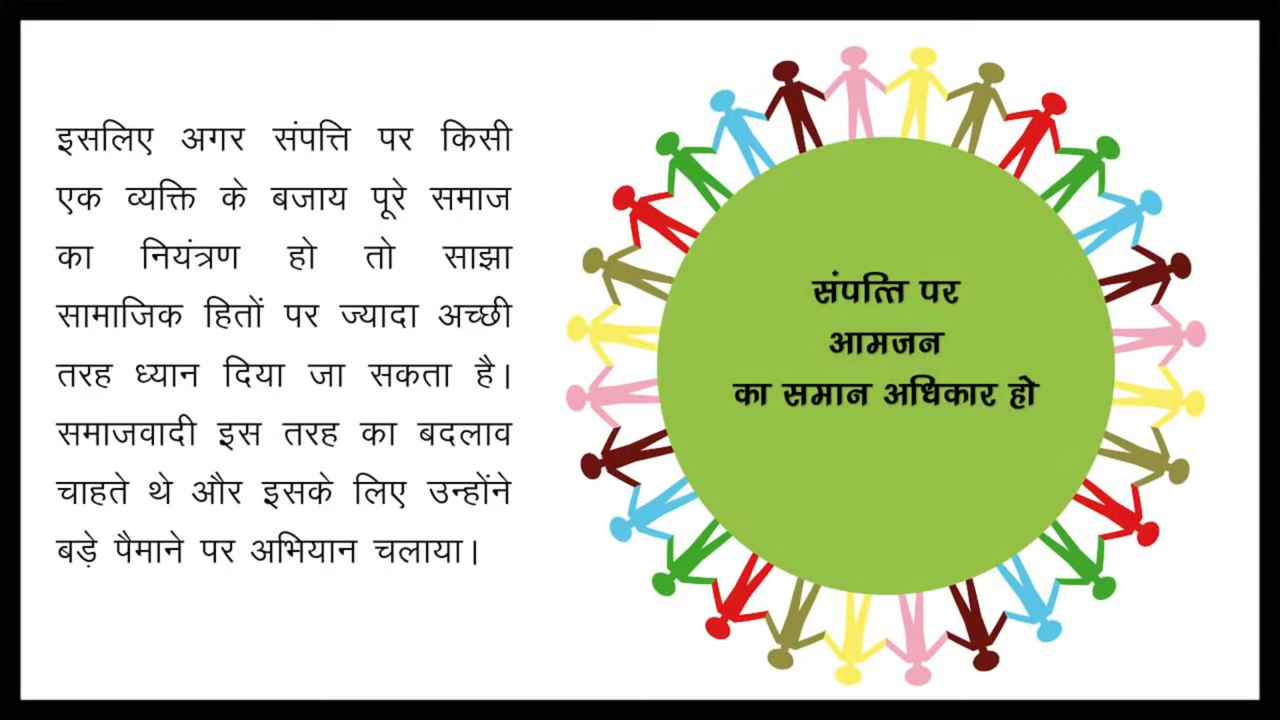 इसलिए अगर संपत्ति पर किसी
एक व्यक्ति के बजाय पूरे समाज
का नियंत्रण हो तो साझा
सामाजिक हितों पर ज्यादा अच्छी
तरह ध्यान दिया जा सकता है।
समाजवादी इस तरह का बदलाव
चाहते थे और इसके लिए उन्होंने
बड़े पैमाने पर अभियान चलाया।
संपत्ति पर
आमजन
का समान अधिकार हो